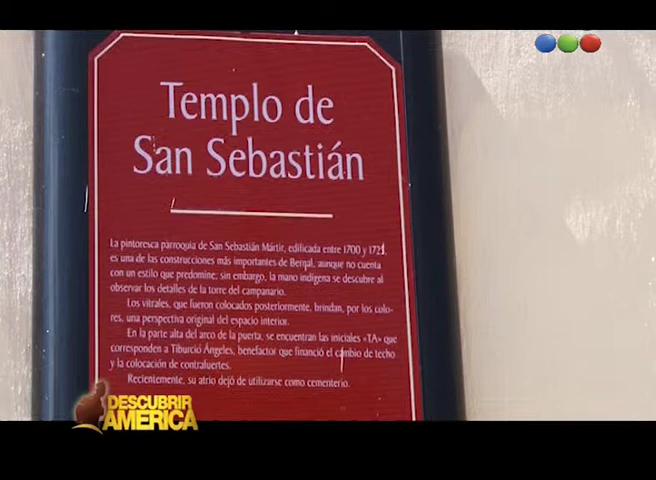 Templo de
San Sebastián
La pintoresca parroquia de San Sebastián Mártir, edificada entre 1700 y 1721,
es una de las construcciones más importantes de Bernal, aunque no cuenta
con un estilo que predomine, sin embargo, la mano indígena se descubre al
observar los detalles de la torre del campanario.
Los vitrales, que fueron colocados posteriormente, brindan, por los colo-
res, una perspectiva original del espacio interior.
En la parte alta del arco de la puerta, se encuentran las iniciales «TA» que
corresponden a Tiburcio Ángeles, benefactor que financió el cambio de techo
y la colocación de contrafuertes.
Recientemente, su atrio dejó de utilizarse como cementerio.
DESCUBRIR
AMERICA